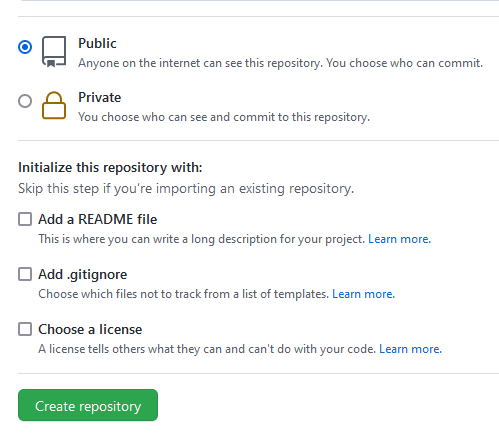 Public
Anyone on the internet can see this repository. You choose who can commit.
Private
You choose who can see and commit to this repository.
Initialize this repository with:
Skip this step if you're importing an existing repository.
Add a README file
This is where you can write a long description for your project. Learn more.
Add .gitignore
Choose which files not to track from a list of templates. Learn more.
Choose a license
A license tells others what they can and can't do with your code. Learn more.
Create repository